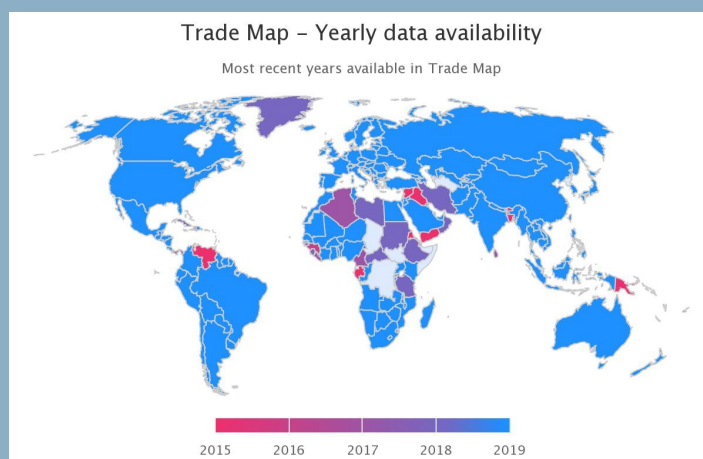 Trade Map – Yearly data availability
Most recent years available in Trade Map
2015 2016 2017 2018 2019